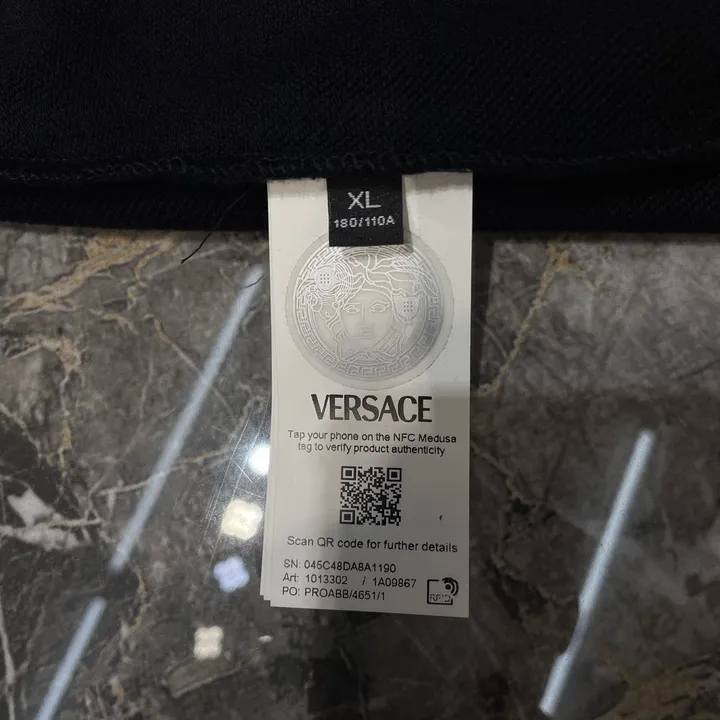 XL
180/110A
VERSACE
Tap your phone on the NFC Medusa
tag to verify product authenticity
Scan QR code for further details
SN: 045C48DA8A1190
Art: 1013302 / 1A09867
PO: PROABB/4651/1
RFID